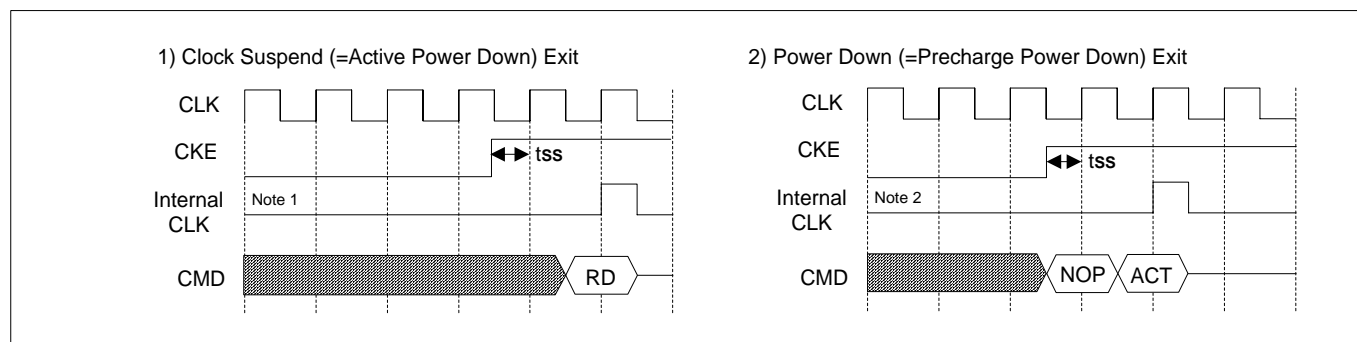 1) Clock Suspend (=Active Power Down) Exit
CLK
CKE
tss
Internal
CLK
Note 1
CMD
RD
2) Power Down (=Precharge Power Down) Exit
CLK
CKE
tss
Internal
CLK
Note 2
CMD
NOP
ACT